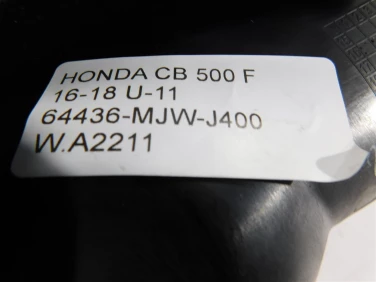 HONDA CB 500 F
16-18 U-11
64436-MJW-J400
W.A2211